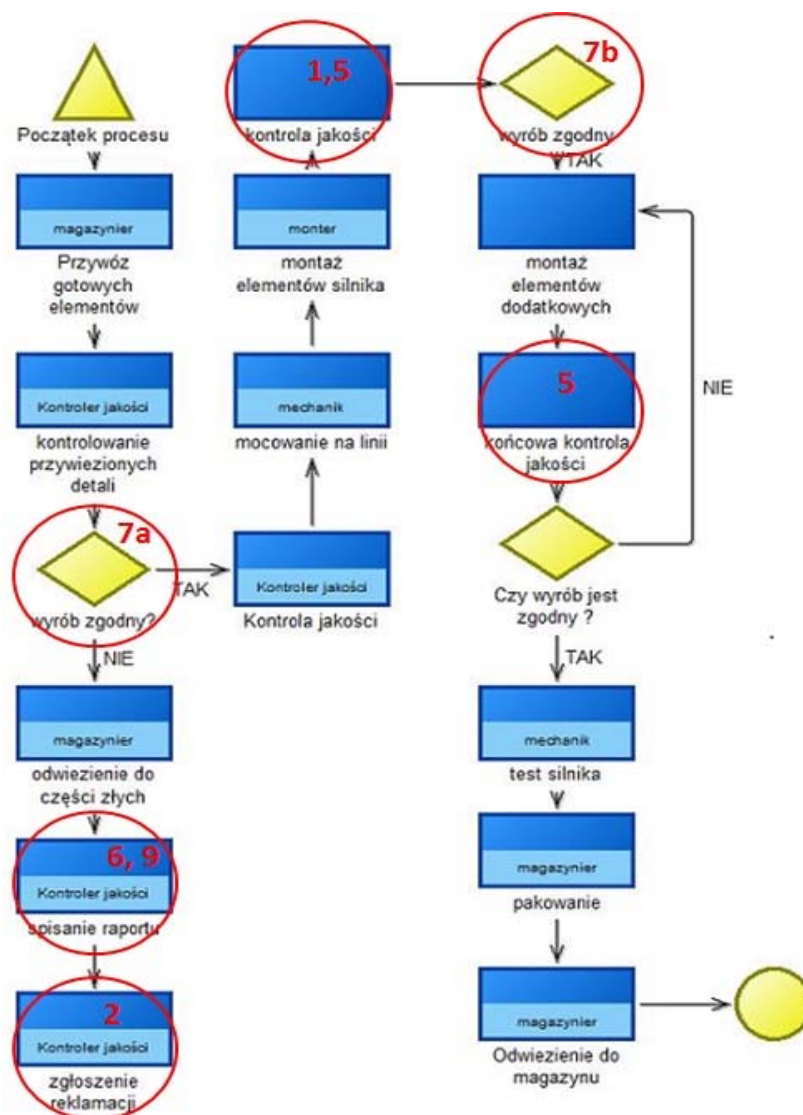 Początek procesu
magazynier
Przywóz
gotowych
elementów
Kontroler jakości
kontrolowanie
przywiezionych
detali
7a
wyrób zgodny?
TAK
NIE
magazynier
odwiezienie do
części złych
6, 9
Kontroler jakości
spisanie raportu
2
Kontroler jakości
zgłoszenie
reklamacji
1,5
kontrola jakości
monter
montaż
elementów silnika
mechanik
mocowanie na linii
Kontroler jakości
Kontrola jakości
7b
wyrób zgodny
TAK
montaż
elementów
dodatkowych
5
końcowa kontrola
jakości
NIE
Czy wyrób jest
zgodny ?
TAK
mechanik
test silnika
magazynier
pakowanie
magazynier
Odwiezienie do
magazynu